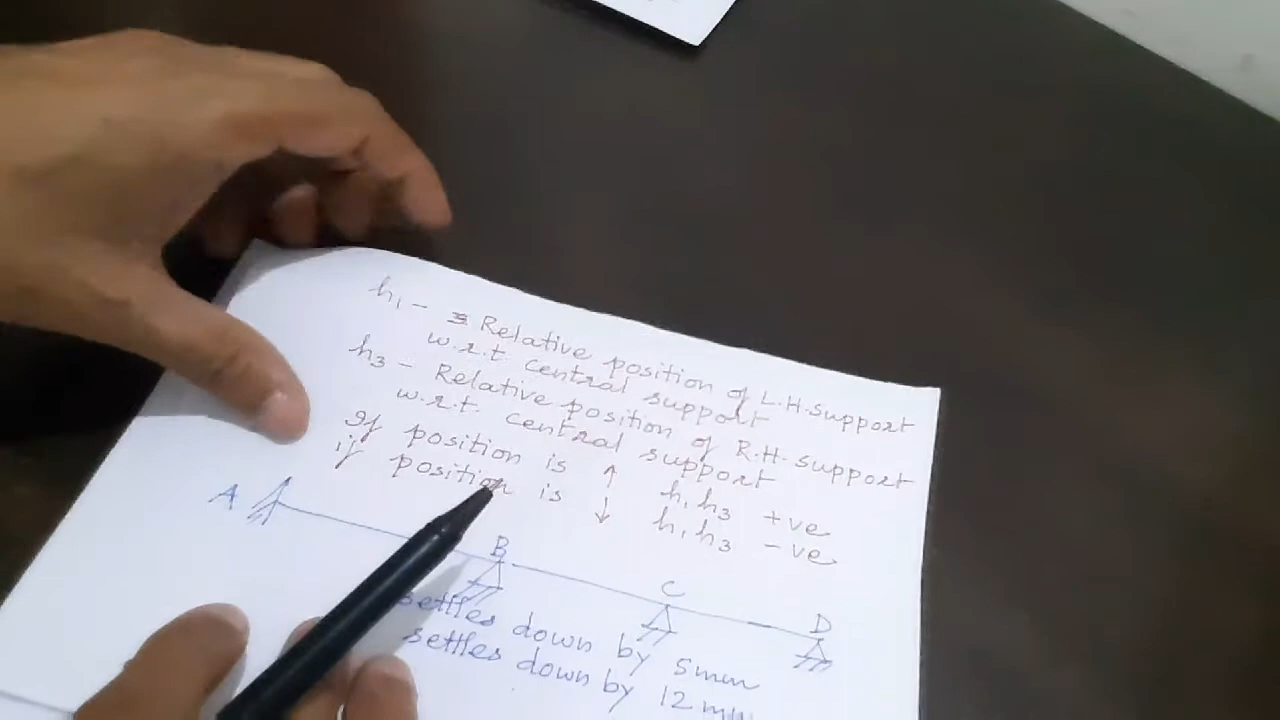 h₁ - Relative position of L.H. Support
w.r.t central support
h₃ - Relative position of R.H. support
w.r.t. central support
If position is ↑ h₁ h₃ +ve
if position is ↓ h₁ h₃ -ve
A B C D
settles down by 5mm
settles down by 12 mm